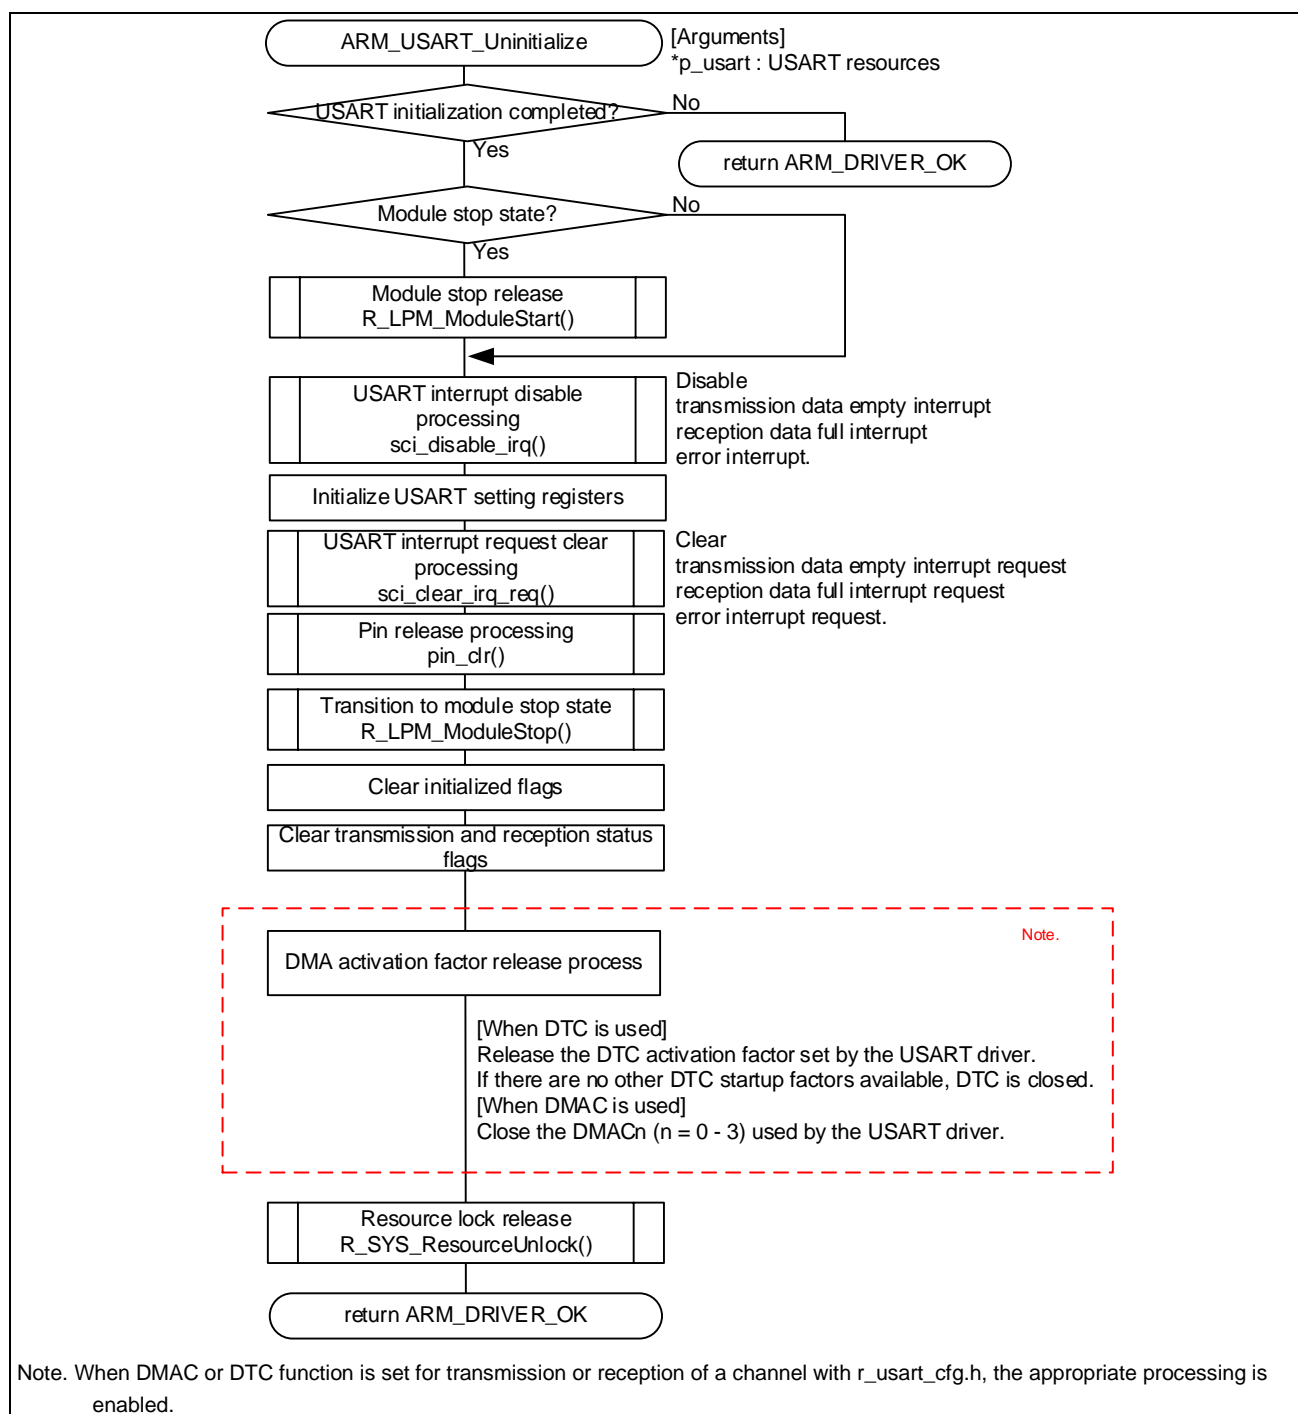 ARM_USART_Uninitialize
[Arguments]
*p_usart : USART resources
USART initialization completed?
No
Yes
return ARM_DRIVER_OK
Module stop state?
No
Yes
Module stop release
R_LPM_ModuleStart()
USART interrupt disable
processing
sci_disable_irq()
Disable
transmission data empty interrupt
reception data full interrupt
error interrupt.
Initialize USART setting registers
USART interrupt request clear
processing
sci_clear_irq_req()
Clear
transmission data empty interrupt request
reception data full interrupt request
error interrupt request.
Pin release processing
pin_clr()
Transition to module stop state
R_LPM_ModuleStop()
Clear initialized flags
Clear transmission and reception status
flags
Note.
DMA activation factor release process
[When DTC is used]
Release the DTC activation factor set by the USART driver.
If there are no other DTC startup factors available, DTC is closed.
[When DMAC is used]
Close the DMACn (n = 0 - 3) used by the USART driver.
Resource lock release
R_SYS_ResourceUnlock()
return ARM_DRIVER_OK
Note. When DMAC or DTC function is set for transmission or reception of a channel with r_usart_cfg.h, the appropriate processing is
enabled.